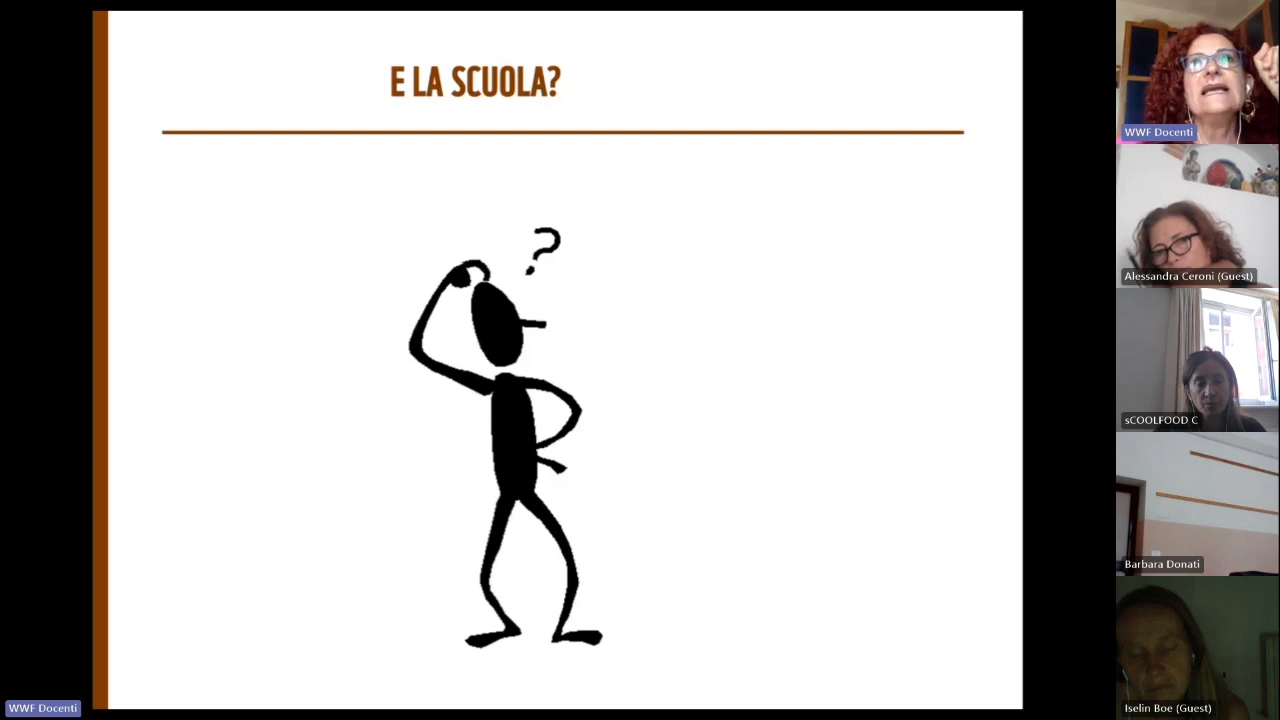 E LA SCUOLA?
?
WWF Docenti
Alessandra Ceroni (Guest)
sCOOLFOOD C
Barbara Donati
Iselin Boe (Guest)
WWF Docenti